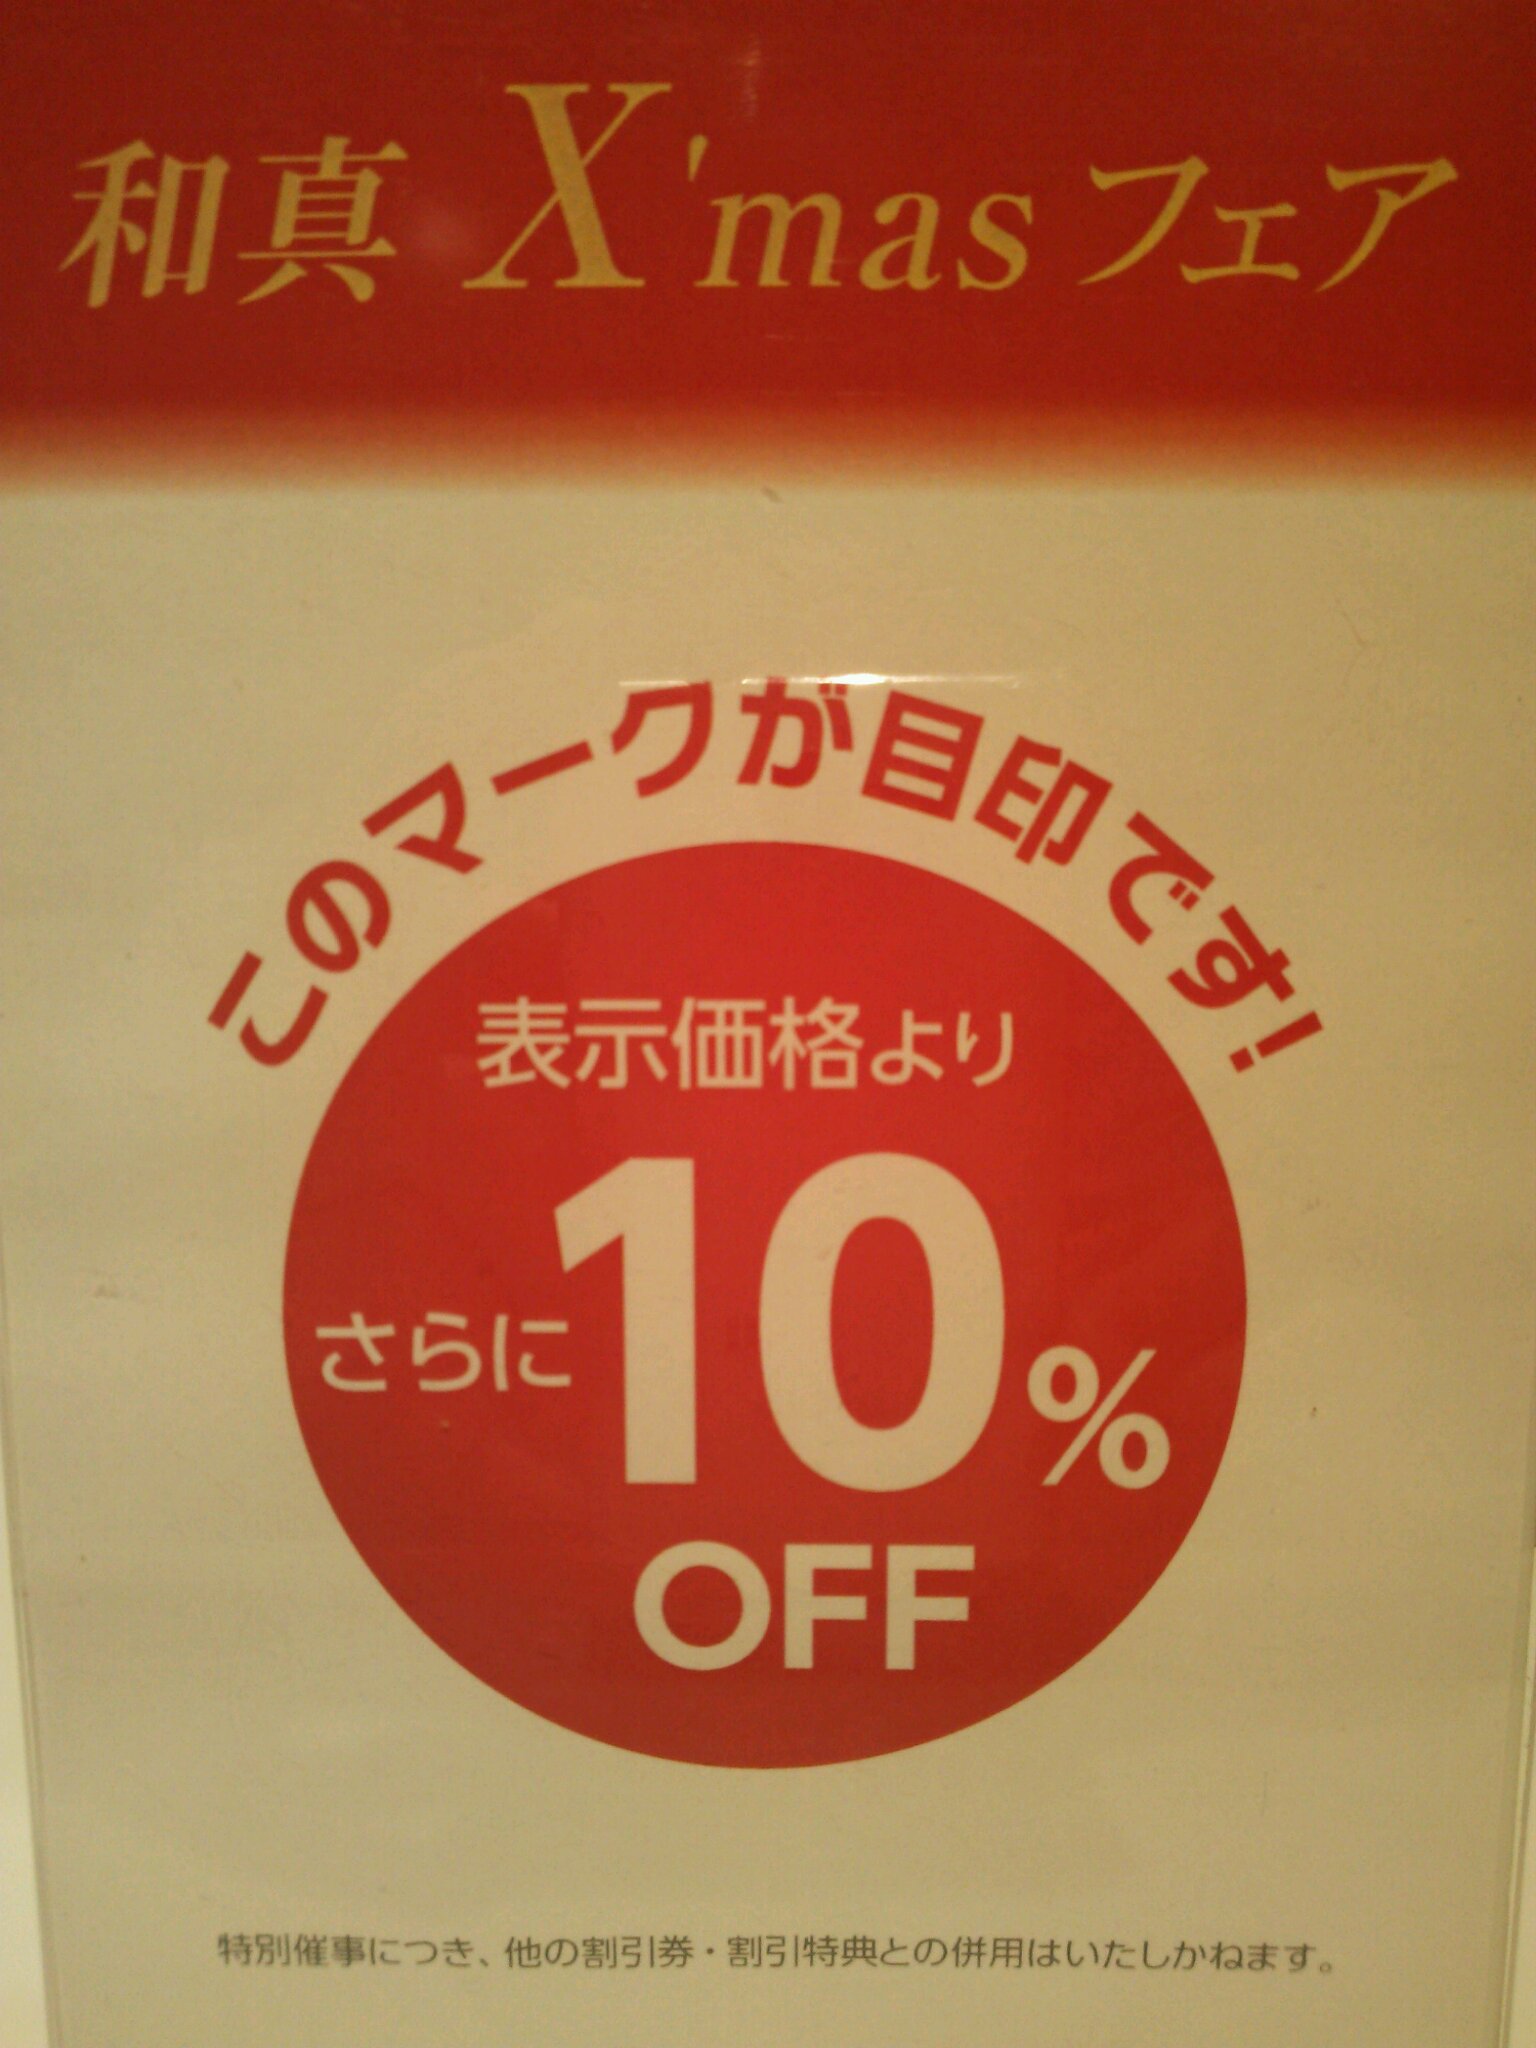 和真 X'mas フェア
このマークが目印です!
表示価格より
さらに10%
OFF
特別催事につき、他の割引券・割引特典との併用はいたしかねます。